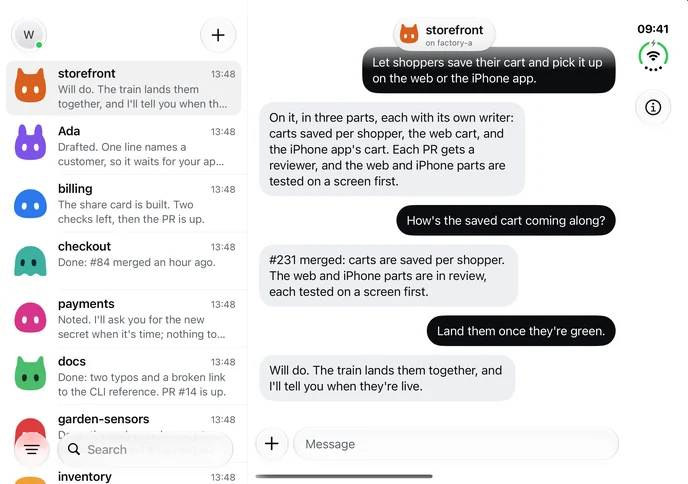 W
storefront 13:48
Will do. The train lands them
together, and I'll tell you when th...
Ada 13:48
Drafted. One line names a
customer, so it waits for your ap...
billing 13:48
The share card is built. Two
checks left, then the PR is up.
checkout 13:48
Done: #84 merged an hour ago.
payments 13:48
Noted. I'll ask you for the new
secret when it's time; nothing to...
docs 13:48
Done: two typos and a broken link
to the CLI reference. PR #14 is up.
garden-sensors 13:48
Search
inventory 13:48
storefront
on factory-a
09:41
Let shoppers save their cart and pick it up
on the web or the iPhone app.
On it, in three parts, each with its own writer:
carts saved per shopper, the web cart, and
the iPhone app's cart. Each PR gets a
reviewer, and the web and iPhone parts are
tested on a screen first.
How's the saved cart coming along?
#231 merged: carts are saved per shopper.
The web and iPhone parts are in review,
each tested on a screen first.
Land them once they're green.
Will do. The train lands them together, and
I'll tell you when they're live.
Message